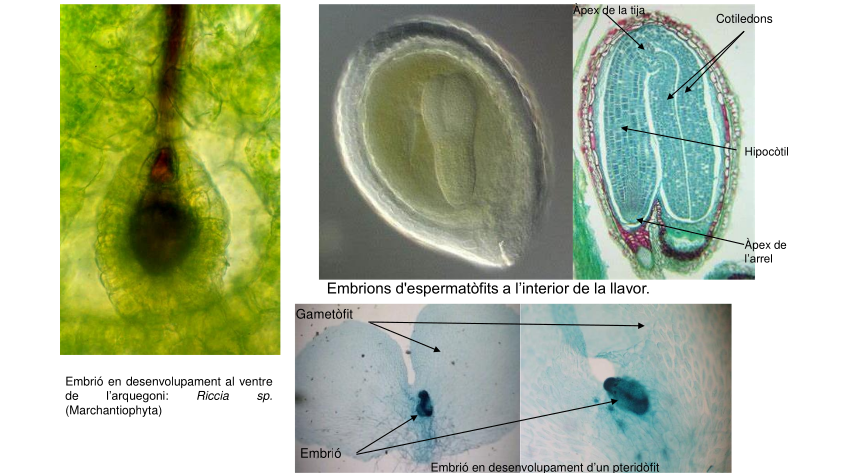 Àpex de la tija
Cotiledons
Hipocòtil
Àpex de
l'arrel
Embrions d'espermatòfits a l'interior de la llavor.
Gametòfit
Embrió
Embrió en desenvolupament d'un pteridòfit
Embrió en desenvolupament al ventre
de l'arquegoni: Riccia sp.
(Marchantiophyta)